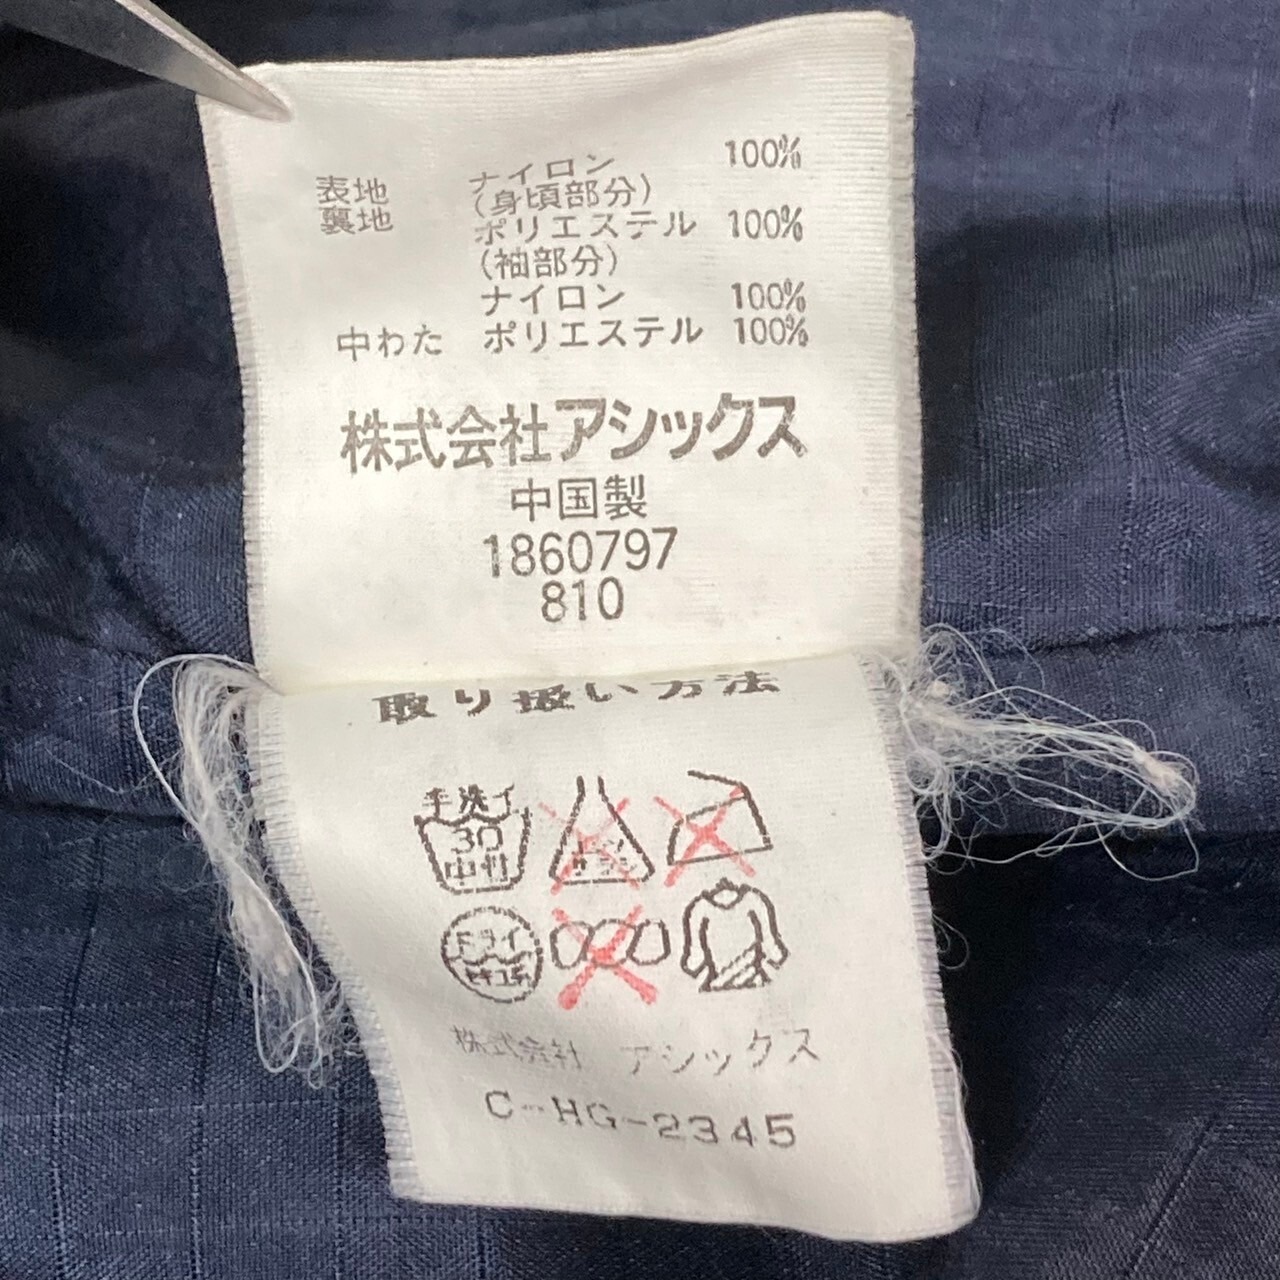 表地 ナイロン 100%
裏地 (身頃部分)
ポリエステル 100%
(袖部分)
ナイロン 100%
中わた ポリエステル 100%
株式会社アシックス
中国製
1860797
810
取り扱い方法
手洗イ
30
中性
ドライ
株式会社 アシックス
C-HG-2345